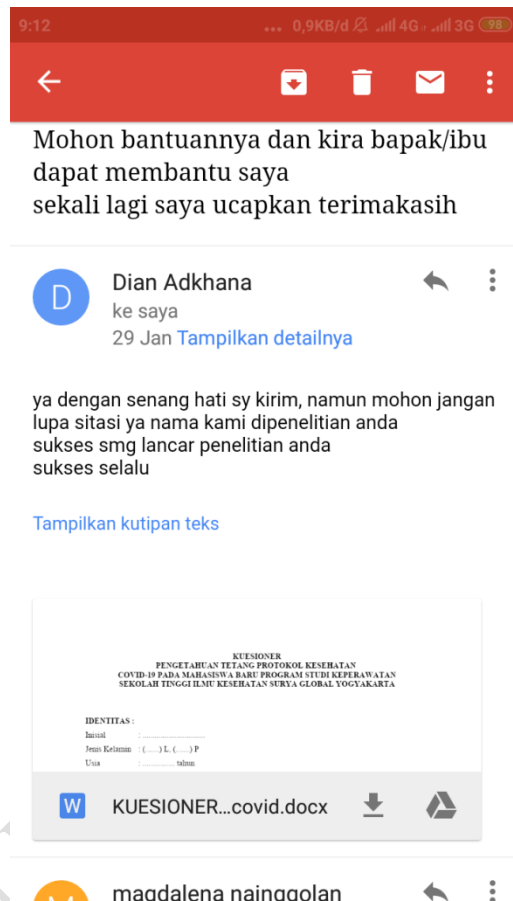 9:12
... 0,9KB/d 4G 3G 98
Mohon bantuannya dan kira bapak/ibu
dapat membantu saya
sekali lagi saya ucapkan terimakasih
D
Dian Adkhana
ke saya
29 Jan Tampilkan detailnya
ya dengan senang hati sy kirim, namun mohon jangan
lupa sitasi ya nama kami dipenelitian anda
sukses smg lancar penelitian anda
sukses selalu
Tampilkan kutipan teks
KUESIONER
PENGETAHUAN TETANG PROTOKOL KESEHATAN
COVID-19 PADA MAHASISWA BARU PROGRAM STUDI KEPERAWATAN
SEKOLAH TINGGI ILMU KESEHATAN SURYA GLOBAL YOGYAKARTA
IDENTITAS :
Inisial : ..............................
Jenis Kelamin : (......) L, (......) P
Usia : ................. tahun
W KUESIONER...covid.docx
magdalena nainggolan